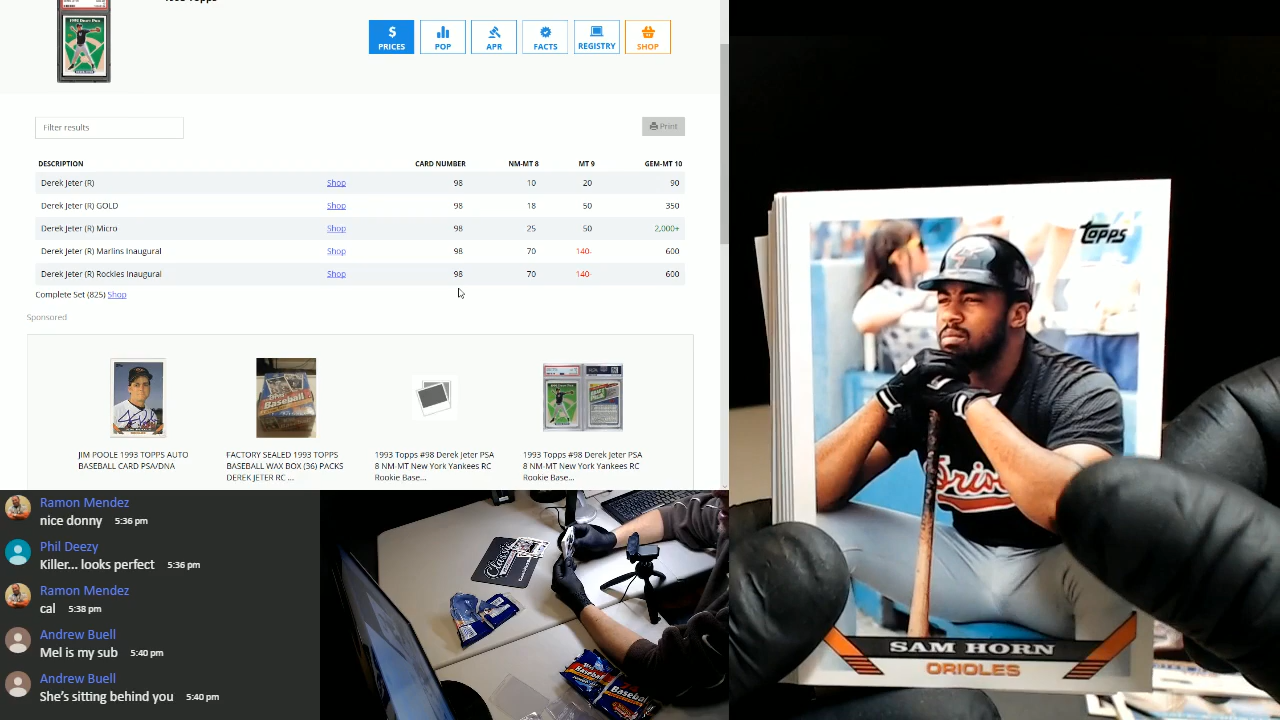 PRICES
POP
APR
FACTS
REGISTRY
SHOP
Filter results
Print
DESCRIPTION CARD NUMBER NM-MT 8 MT 9 GEM-MT 10
Derek Jeter (R) Shop 98 10 20 90
Derek Jeter (R) GOLD Shop 98 18 50 350
Derek Jeter (R) Micro Shop 98 25 50 2,000+
Derek Jeter (R) Marlins Inaugural Shop 98 70 140- 600
Derek Jeter (R) Rockies Inaugural Shop 98 70 140- 600
Complete Set (825) Shop
Sponsored
JIM POOLE 1993 TOPPS AUTO
BASEBALL CARD PSA/DNA
FACTORY SEALED 1993 TOPPS
BASEBALL WAX BOX (36) PACKS
DEREK JETER RC ...
1993 Topps #98 Derek Jeter PSA
8 NM-MT New York Yankees RC
Rookie Base...
1993 Topps #98 Derek Jeter PSA
8 NM-MT New York Yankees RC
Rookie Base...
Ramon Mendez
nice donny 5:36 pm
Phil Deezy
Killer... looks perfect 5:36 pm
Ramon Mendez
cal 5:38 pm
Andrew Buell
Mel is my sub 5:40 pm
Andrew Buell
She's sitting behind you 5:40 pm
Classic
Baseball
Baseball
TOPPS
Orio
SAM HORN
ORIOLES